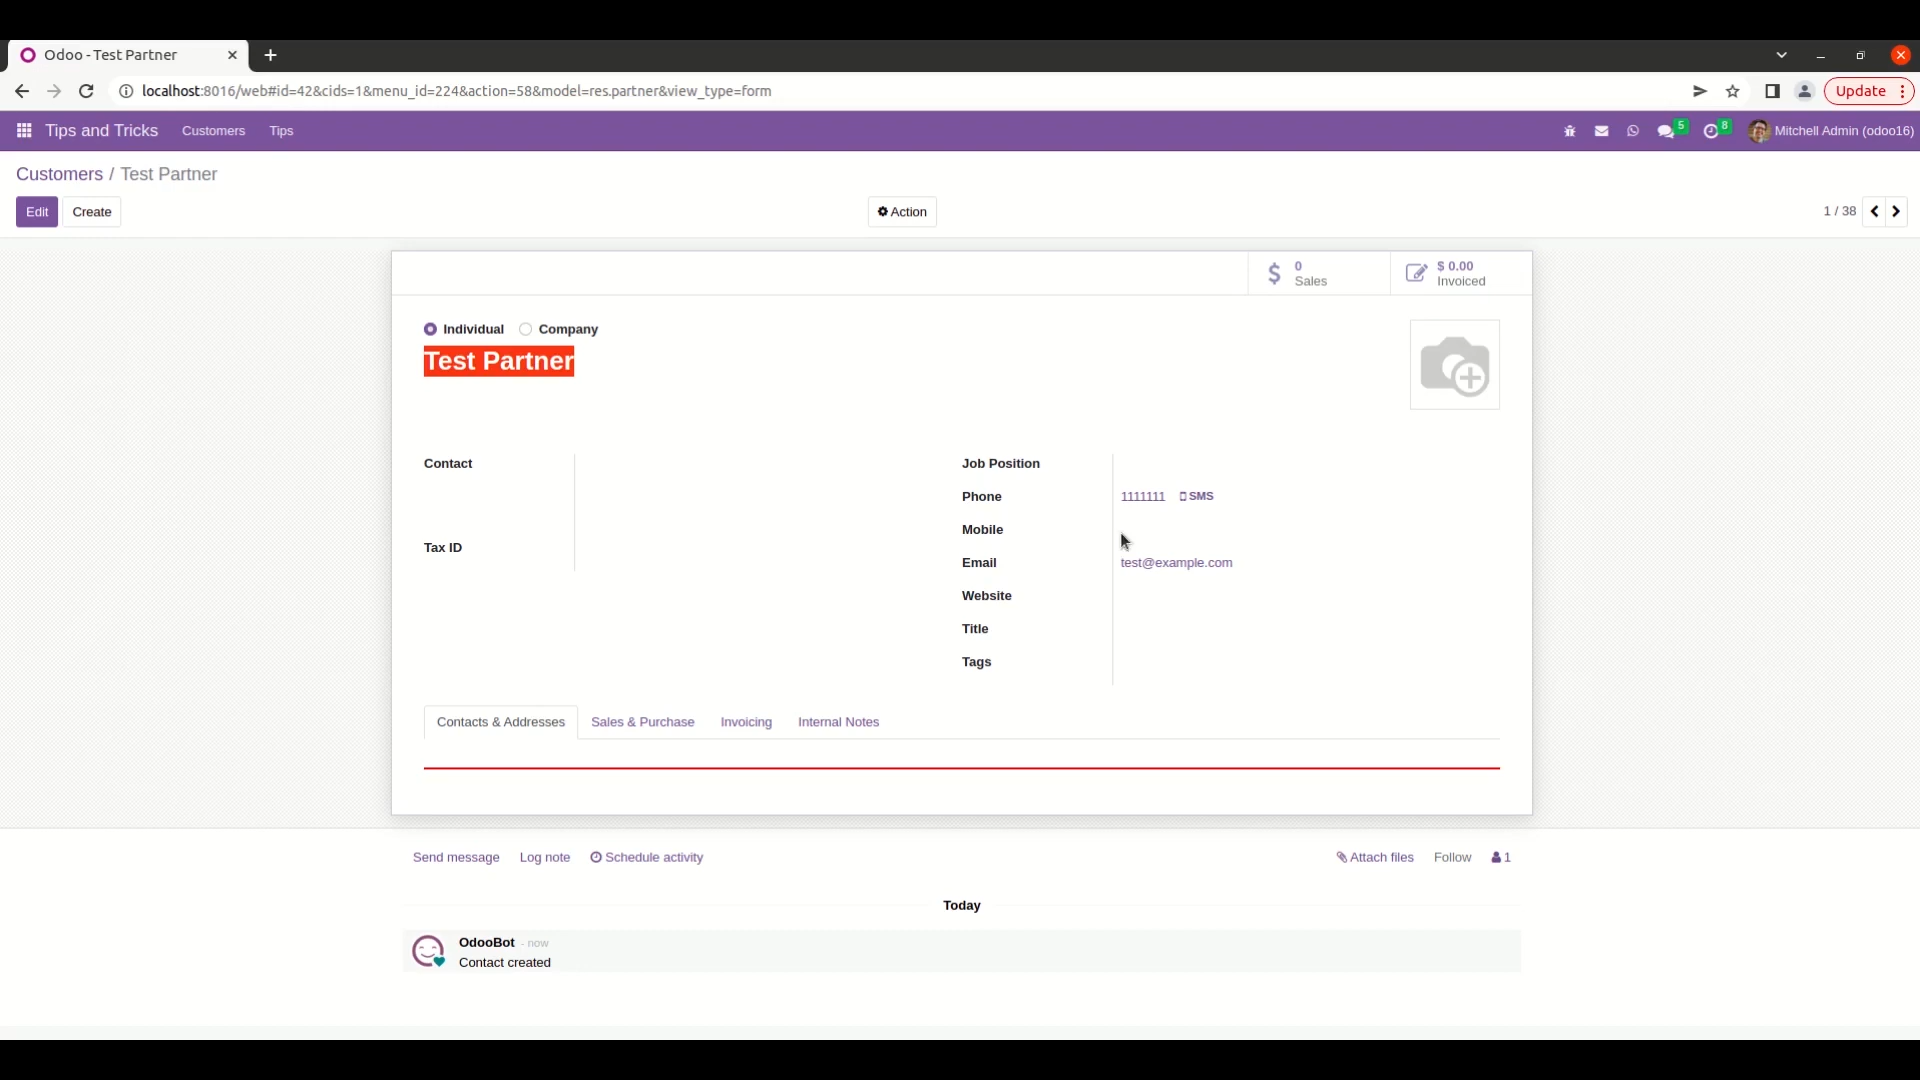 Odoo - Test Partner
localhost:8016/web#id=42&cids=1&menu_id=224&action=58&model=res.partner&view_type=form
Update
Tips and Tricks Customers Tips
5 8 Mitchell Admin (odoo16)
Customers / Test Partner
Edit Create Action 1 / 38
0 $ 0.00
Sales Invoiced
Individual Company
Test Partner
Contact Job Position
Phone 1111111 SMS
Mobile
Tax ID
Email test@example.com
Website
Title
Tags
Contacts & Addresses Sales & Purchase Invoicing Internal Notes
Send message Log note Schedule activity Attach files Follow 1
Today
OdooBot - now
Contact created